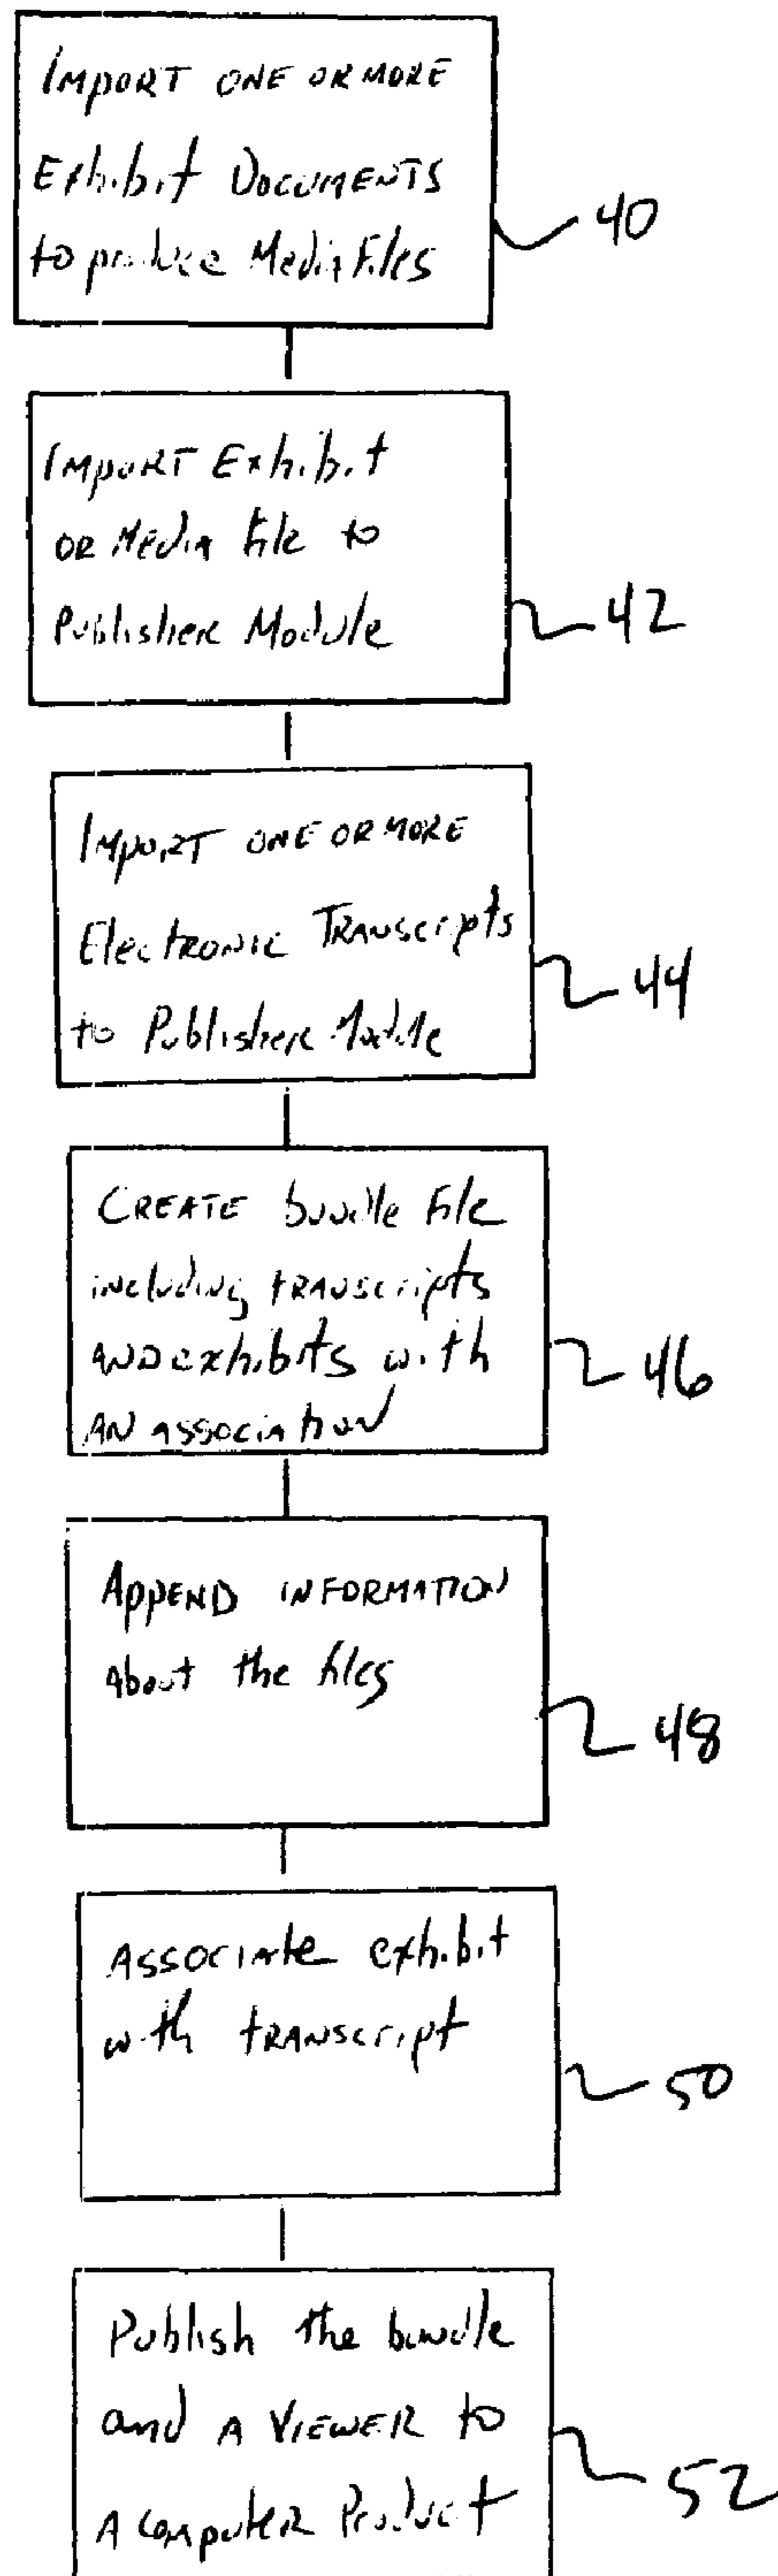 IMPORT ONE OR MORE
Exhibit DOCUMENTS
to produce Media Files
40
IMPORT Exhibit
OR Media File to
Publisher Module
42
IMPORT ONE OR MORE
Electronic TRANScripts
to Publisher Module
44
CREATE bundle File
including transcripts
AND exhibits with
AN association
46
APPEND INFORMATION
About the files
48
Associate exhibit
with transcript
50
Publish the bundle
and A VIEWER to
A computer Product
52